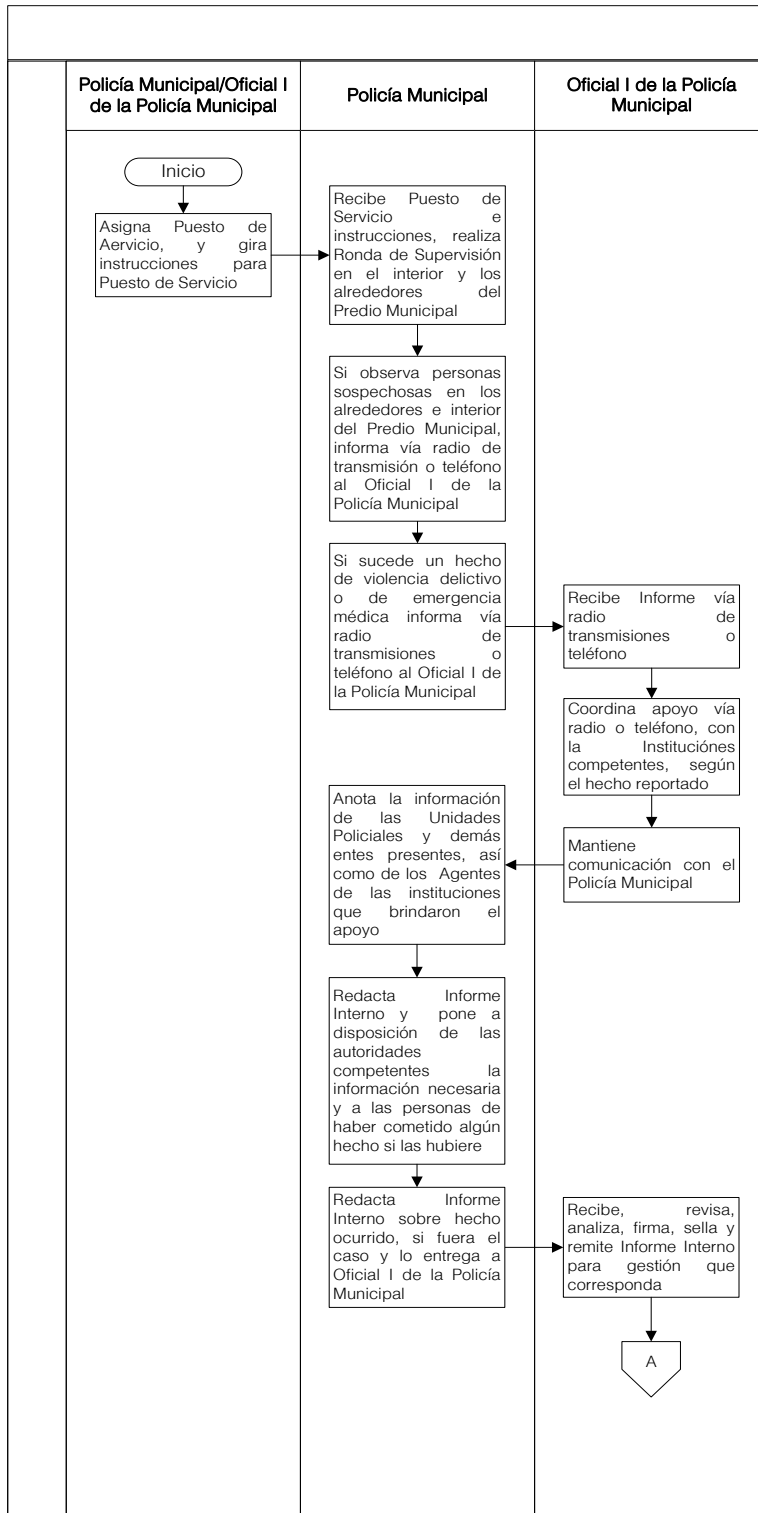 Policía Municipal/Oficial I
de la Policía Municipal
Policía Municipal
Oficial I de la Policía
Municipal
Inicio
Asigna Puesto de
Aervicio, y gira
instrucciones para
Puesto de Servicio
Recibe Puesto de
Servicio e
instrucciones, realiza
Ronda de Supervisión
en el interior y los
alrededores del
Predio Municipal
Si observa personas
sospechosas en los
alrededores e interior
del Predio Municipal,
informa vía radio de
transmisión o teléfono
al Oficial I de la
Policía Municipal
Si sucede un hecho
de violencia delictivo
o de emergencia
médica informa vía
radio de
transmisiones o
teléfono al Oficial I de
la Policía Municipal
Recibe Informe vía
radio de
transmisiones o
teléfono
Coordina apoyo vía
radio o teléfono, con
la Instituciónes
competentes, según
el hecho reportado
Mantiene
comunicación con el
Policía Municipal
Anota la información
de las Unidades
Policiales y demás
entes presentes, así
como de los Agentes
de las instituciones
que brindaron el
apoyo
Redacta Informe
Interno y pone a
disposición de las
autoridades
competentes la
información necesaria
y a las personas de
haber cometido algún
hecho si las hubiere
Redacta Informe
Interno sobre hecho
ocurrido, si fuera el
caso y lo entrega a
Oficial I de la Policía
Municipal
Recibe, revisa,
analiza, firma, sella y
remite Informe Interno
para gestión que
corresponda
A